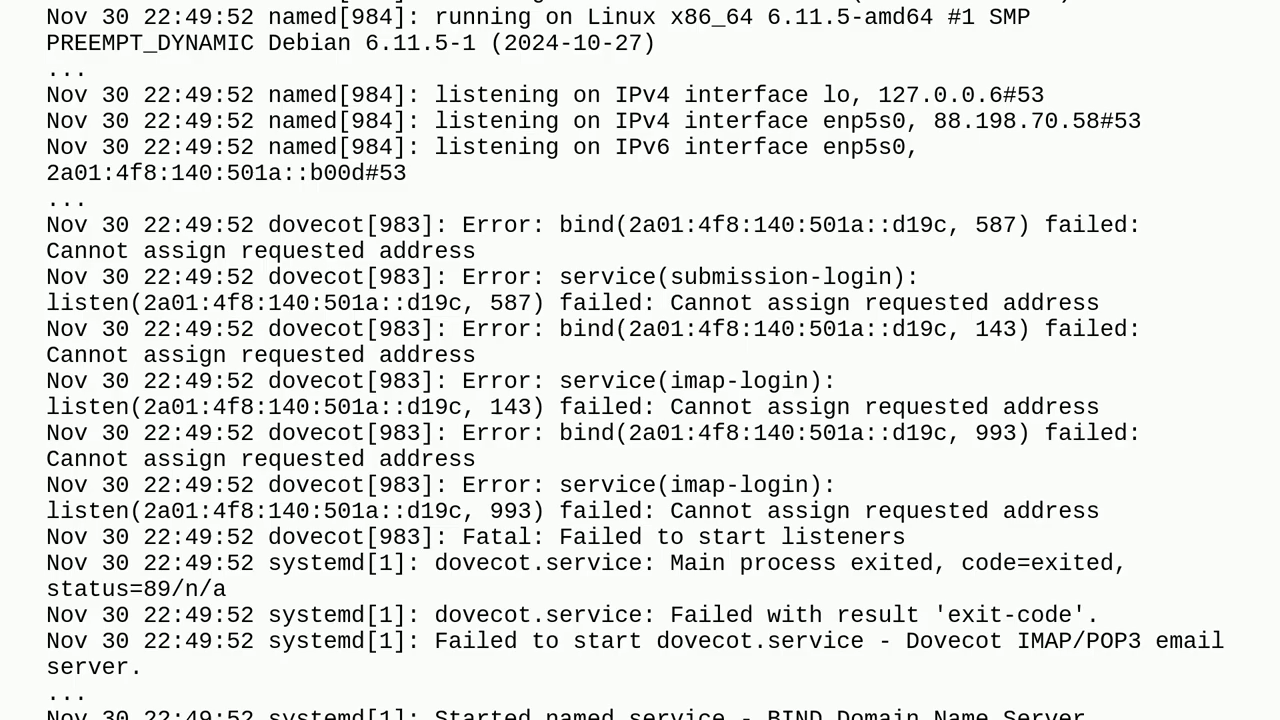 Nov 30 22:49:52 named[984]: running on Linux x86_64 6.11.5-amd64 #1 SMP
PREEMPT_DYNAMIC Debian 6.11.5-1 (2024-10-27)
...
Nov 30 22:49:52 named[984]: listening on IPv4 interface lo, 127.0.0.6#53
Nov 30 22:49:52 named[984]: listening on IPv4 interface enp5s0, 88.198.70.58#53
Nov 30 22:49:52 named[984]: listening on IPv6 interface enp5s0,
2a01:4f8:140:501a::b00d#53
...
Nov 30 22:49:52 dovecot[983]: Error: bind(2a01:4f8:140:501a::d19c, 587) failed:
Cannot assign requested address
Nov 30 22:49:52 dovecot[983]: Error: service(submission-login):
listen(2a01:4f8:140:501a::d19c, 587) failed: Cannot assign requested address
Nov 30 22:49:52 dovecot[983]: Error: bind(2a01:4f8:140:501a::d19c, 143) failed:
Cannot assign requested address
Nov 30 22:49:52 dovecot[983]: Error: service(imap-login):
listen(2a01:4f8:140:501a::d19c, 143) failed: Cannot assign requested address
Nov 30 22:49:52 dovecot[983]: Error: bind(2a01:4f8:140:501a::d19c, 993) failed:
Cannot assign requested address
Nov 30 22:49:52 dovecot[983]: Error: service(imap-login):
listen(2a01:4f8:140:501a::d19c, 993) failed: Cannot assign requested address
Nov 30 22:49:52 dovecot[983]: Fatal: Failed to start listeners
Nov 30 22:49:52 systemd[1]: dovecot.service: Main process exited, code=exited,
status=89/n/a
Nov 30 22:49:52 systemd[1]: dovecot.service: Failed with result 'exit-code'.
Nov 30 22:49:52 systemd[1]: Failed to start dovecot.service - Dovecot IMAP/POP3 email
server.
...
Nov 30 22:49:52 systemd[1]: Started named.service - BIND Domain Name Server